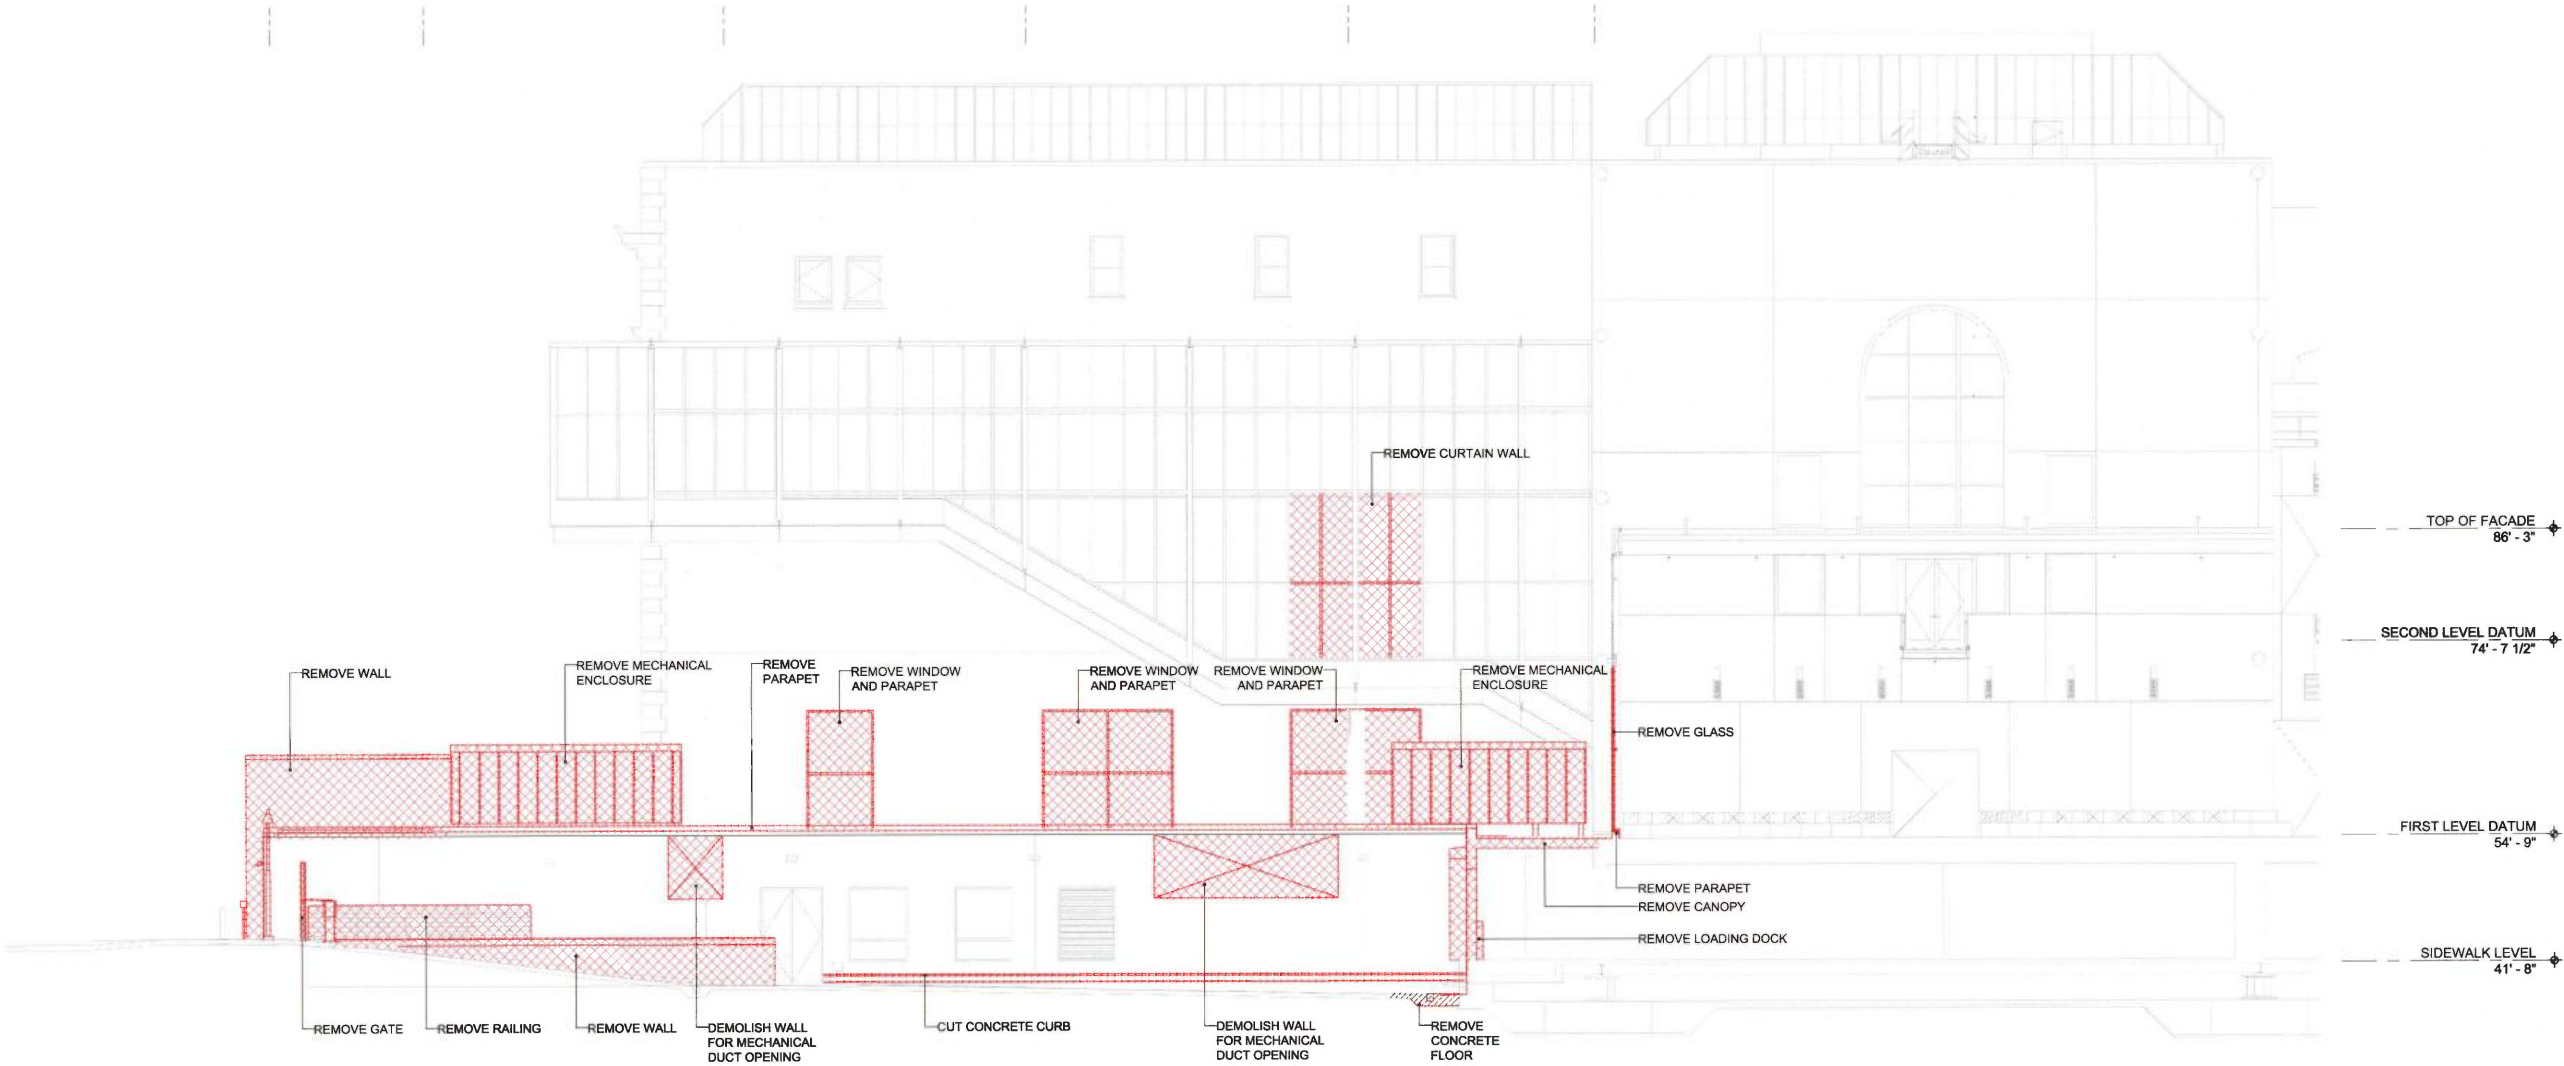 REMOVE CURTAIN WALL
TOP OF FACADE
86' - 3"
SECOND LEVEL DATUM
74' - 7 1/2"
REMOVE WALL
REMOVE MECHANICAL
ENCLOSURE
REMOVE
PARAPET
REMOVE WINDOW
AND PARAPET
REMOVE WINDOW
AND PARAPET
REMOVE WINDOW
AND PARAPET
REMOVE MECHANICAL
ENCLOSURE
REMOVE GLASS
FIRST LEVEL DATUM
54' - 9"
REMOVE PARAPET
REMOVE CANOPY
REMOVE LOADING DOCK
SIDEWALK LEVEL
41' - 8"
REMOVE GATE
REMOVE RAILING
REMOVE WALL
DEMOLISH WALL
FOR MECHANICAL
DUCT OPENING
CUT CONCRETE CURB
DEMOLISH WALL
FOR MECHANICAL
DUCT OPENING
REMOVE
CONCRETE
FLOOR